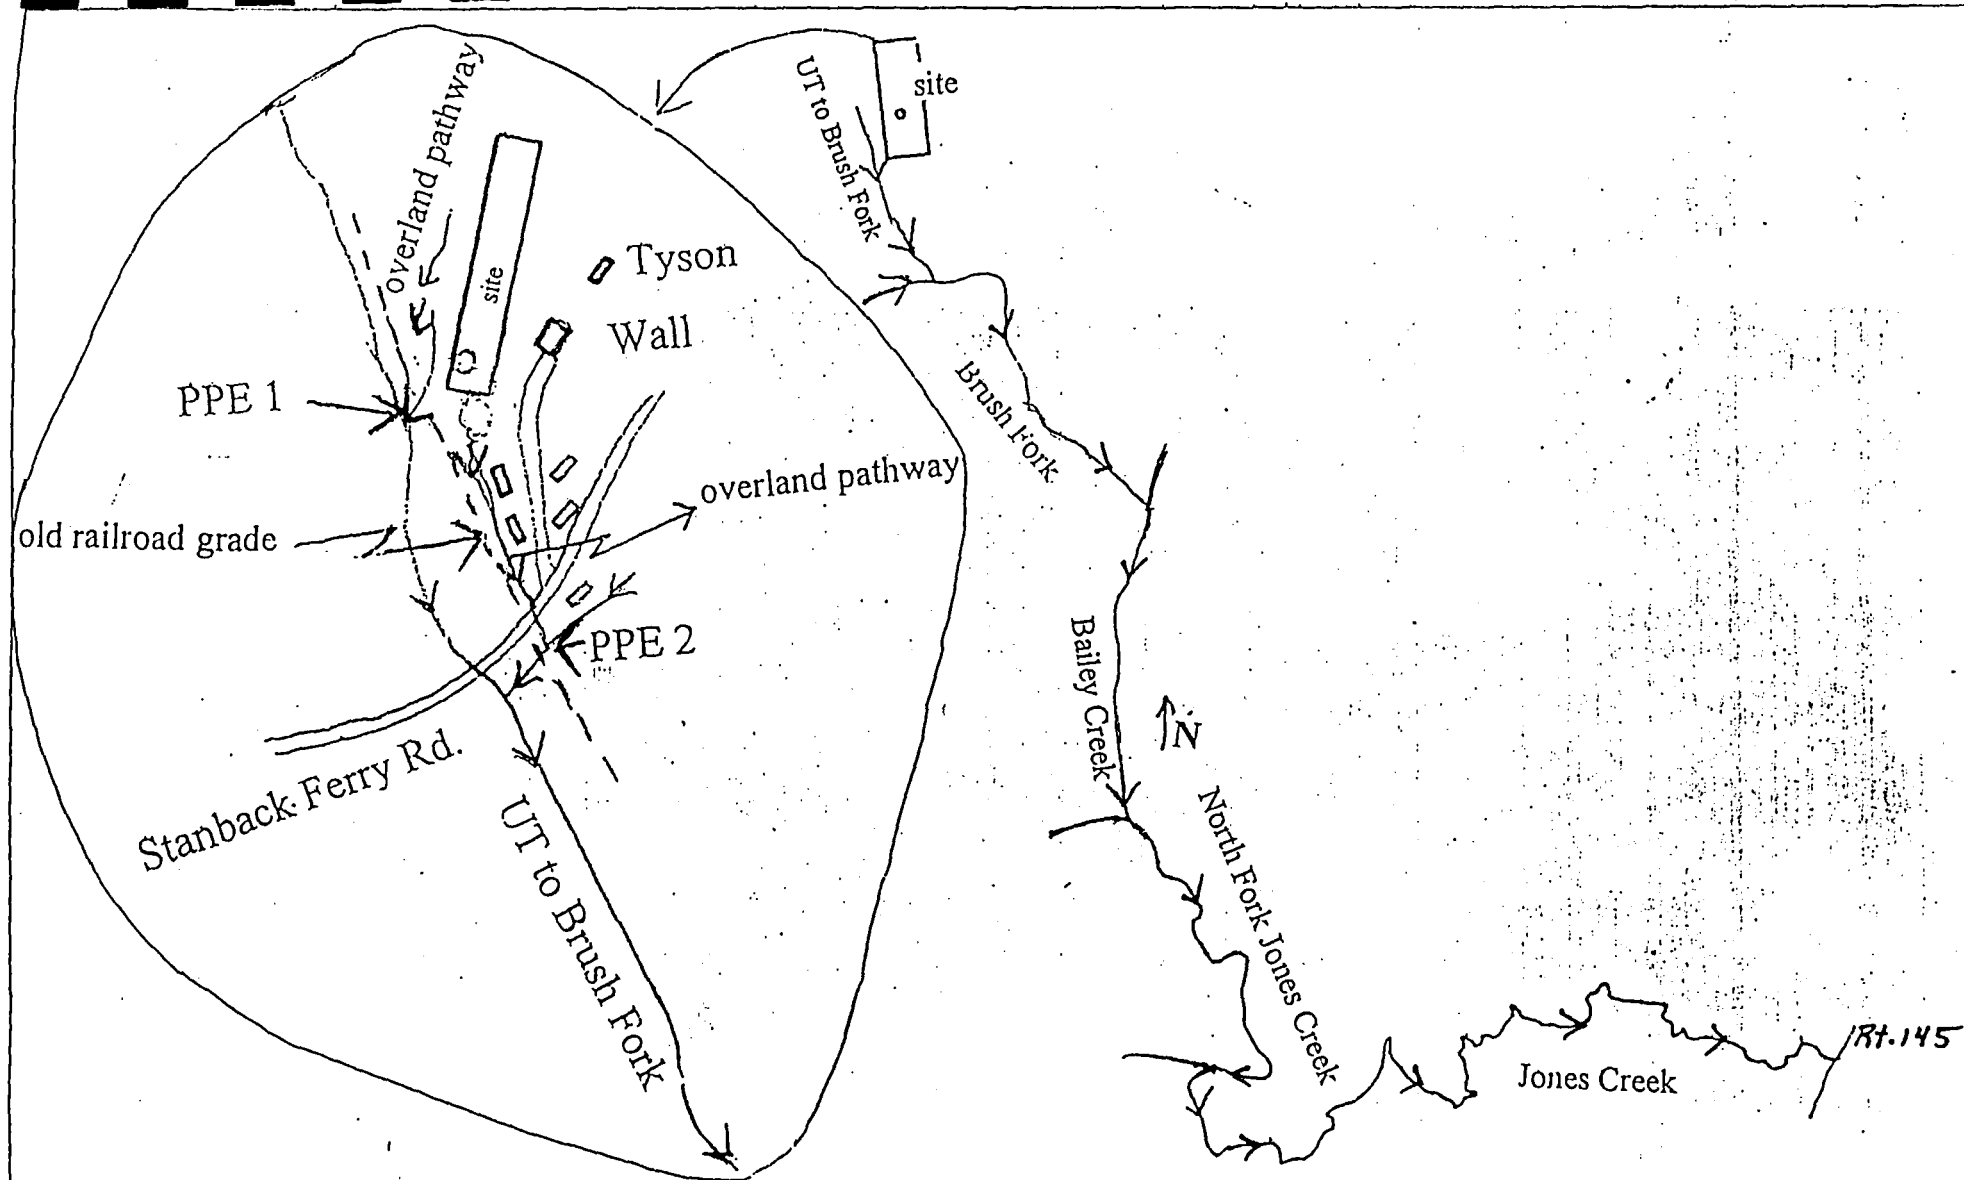 overland pathway
UT to Brush Fork
site
site
Tyson
Wall
PPE 1
Brush Fork
overland pathway
old railroad grade
PPE 2
Bailey Creek
N
Stanback Ferry Rd.
UT to Brush Fork
North Fork Jones Creek
Rt. 145
Jones Creek